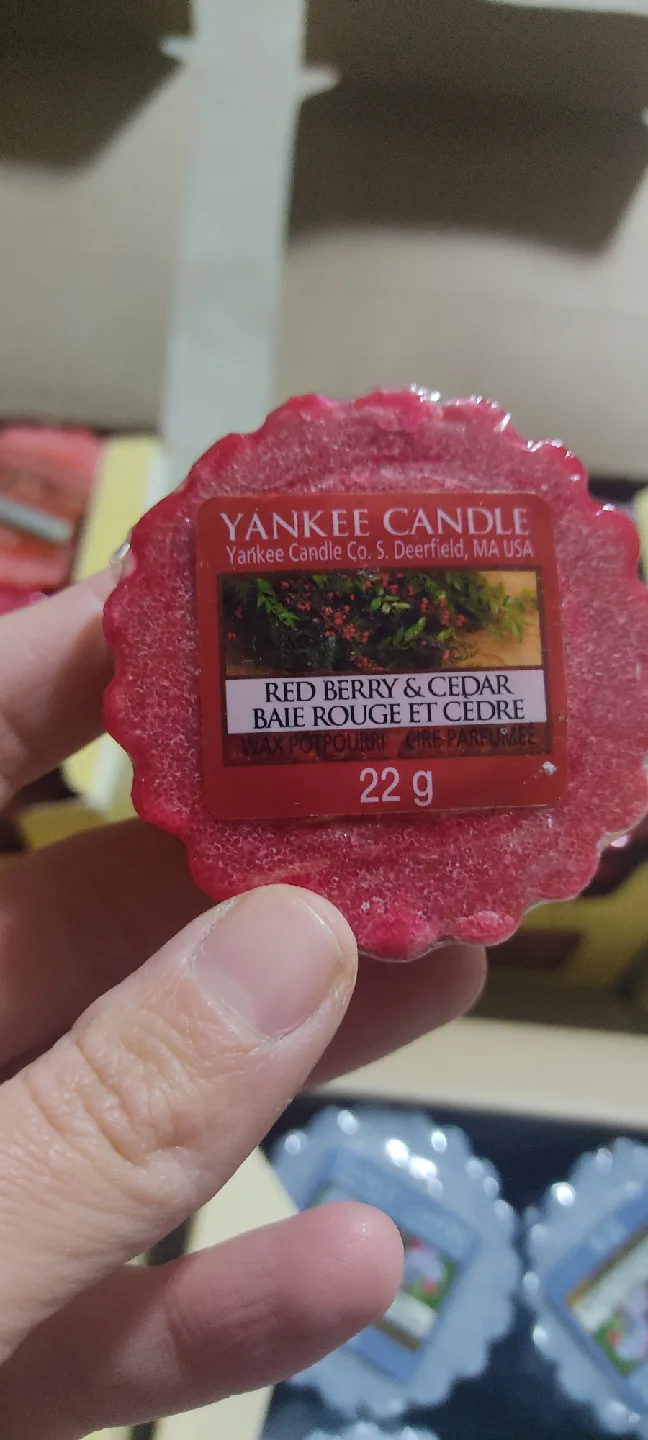 YANKEE CANDLE
Yankee Candle Co. S. Deerfield, MA USA
RED BERRY & CEDAR
BAIE ROUGE ET CÈDRE
WAX POTPOURRI CIRE PARFUMÉE
22 g